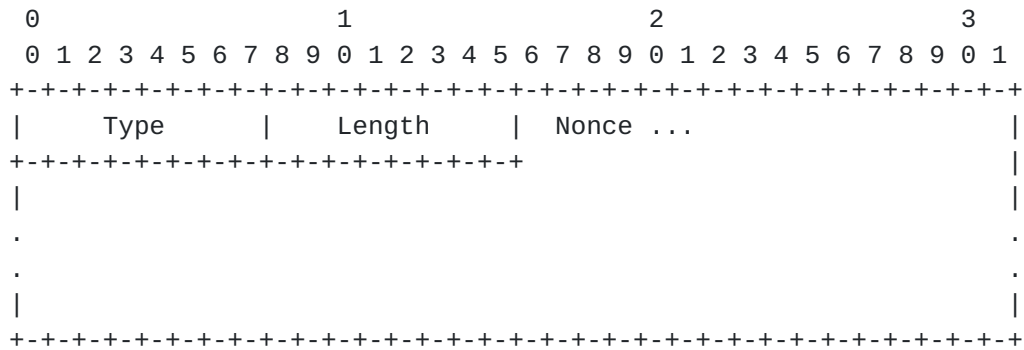 0                   1                   2                   3
 0 1 2 3 4 5 6 7 8 9 0 1 2 3 4 5 6 7 8 9 0 1 2 3 4 5 6 7 8 9 0 1
+-+-+-+-+-+-+-+-+-+-+-+-+-+-+-+-+-+-+-+-+-+-+-+-+-+-+-+-+-+-+-+-+
|     Type      |    Length     |  Nonce ...                    |
+-+-+-+-+-+-+-+-+-+-+-+-+-+-+-+-+                               |
|                                                               |
.                                                               .
.                                                               .
|                                                               |
+-+-+-+-+-+-+-+-+-+-+-+-+-+-+-+-+-+-+-+-+-+-+-+-+-+-+-+-+-+-+-+-+